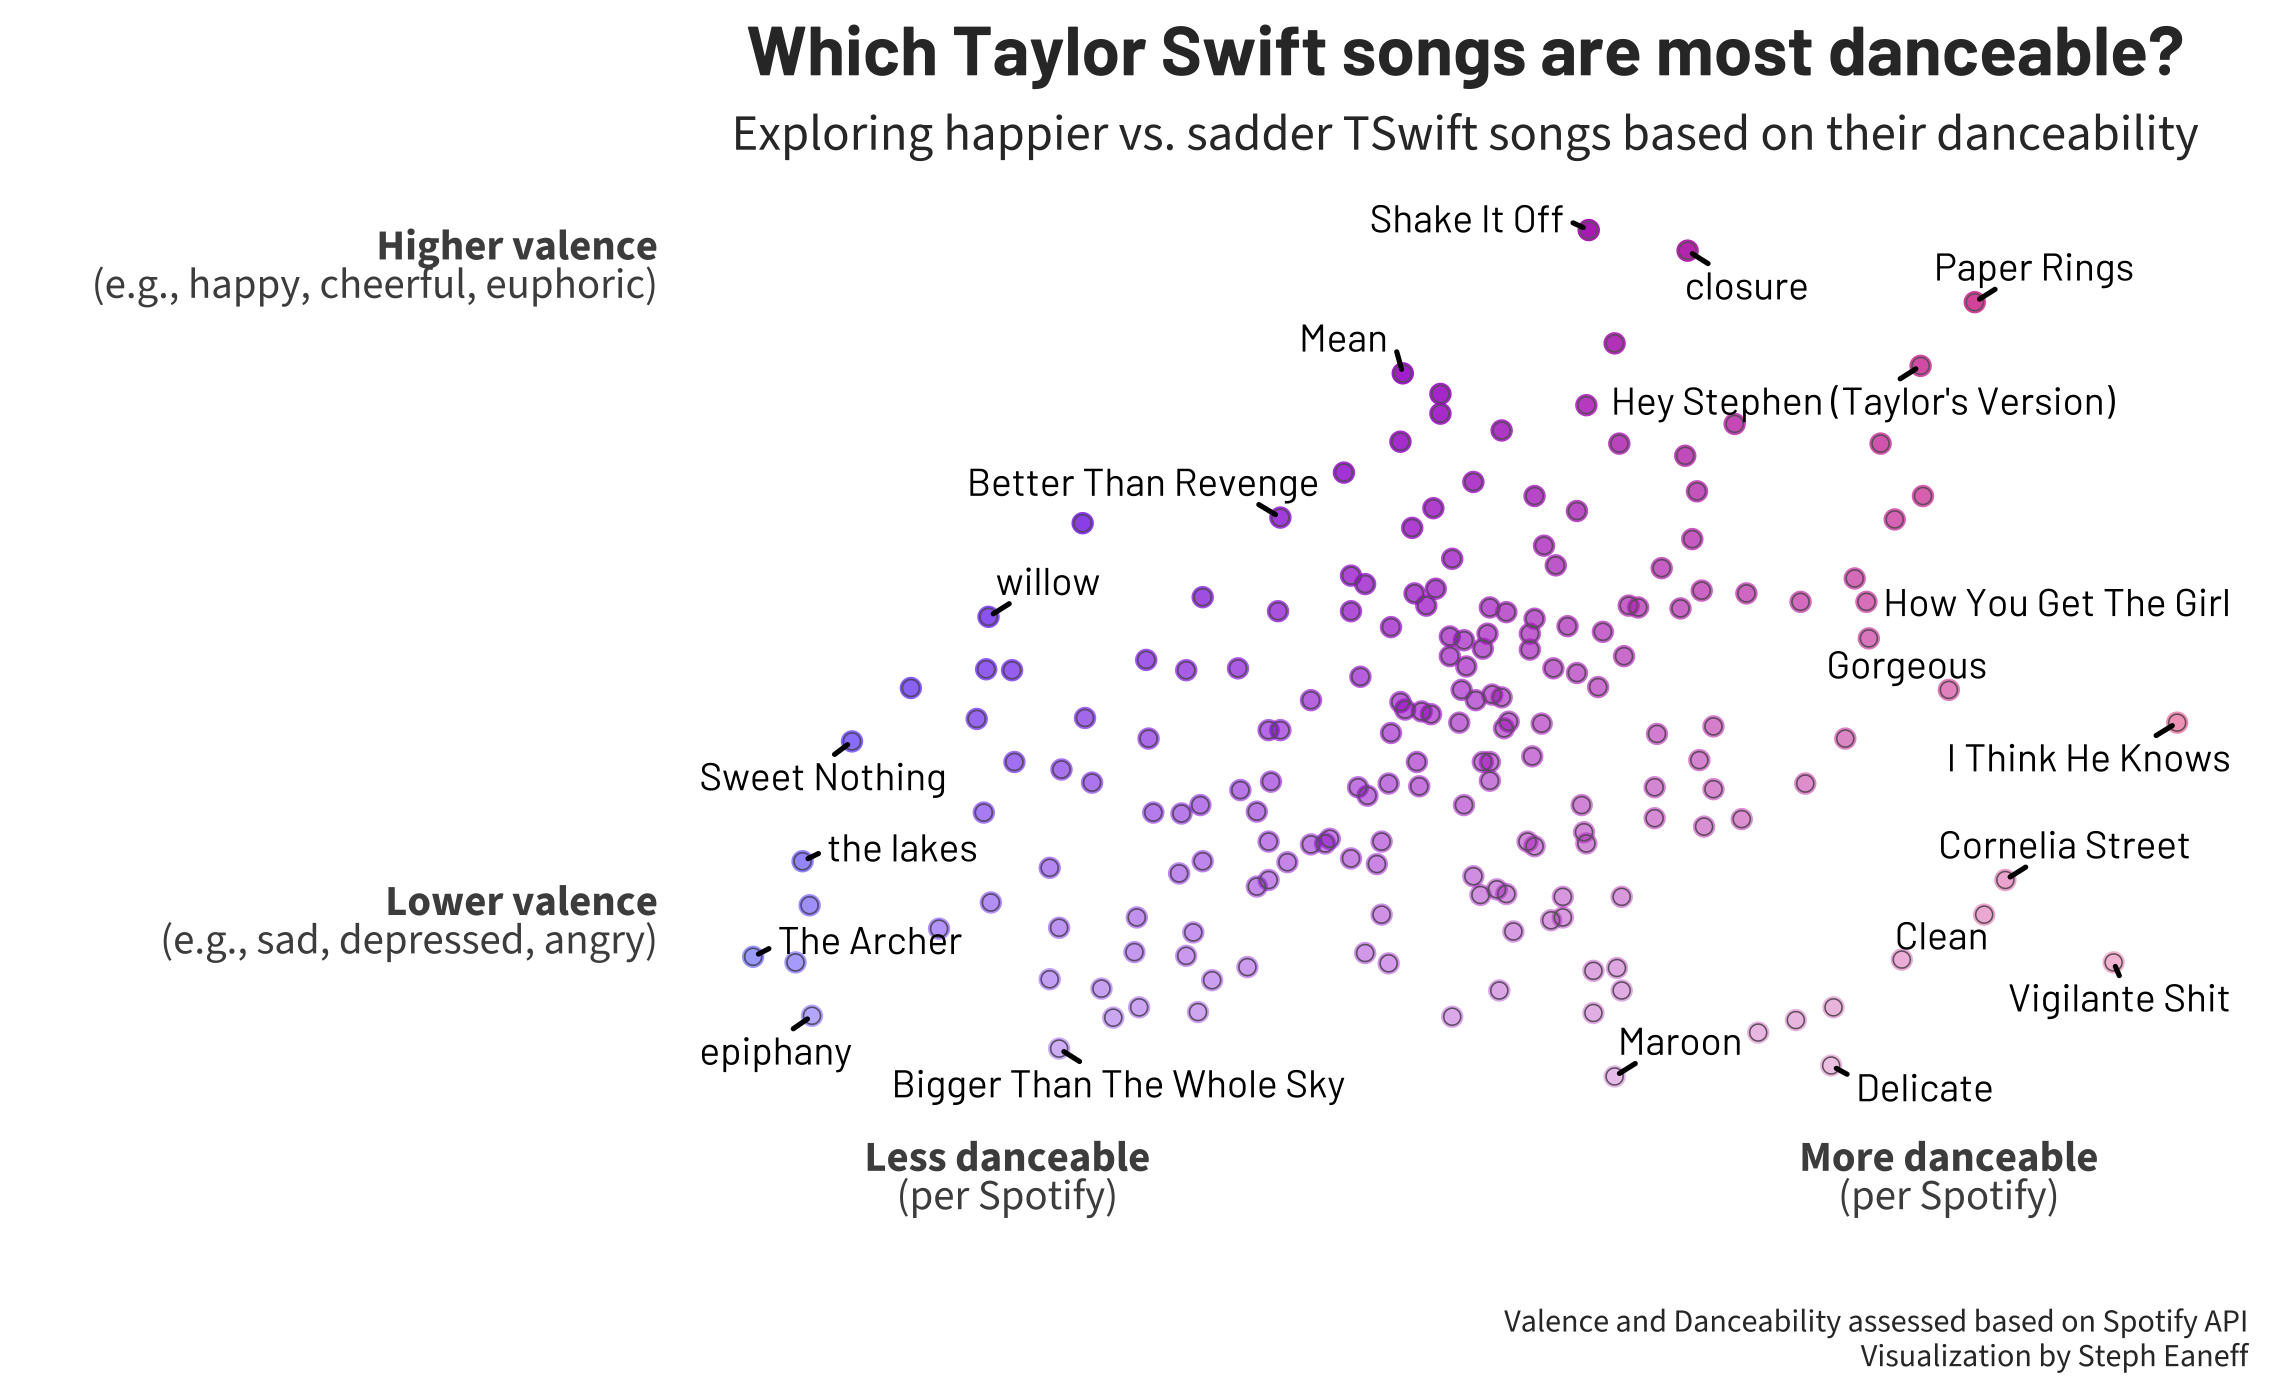 Which Taylor Swift songs are most danceable?
Exploring happier vs. sadder TSwift songs based on their danceability
Shake It Off
Higher valence
(e.g., happy, cheerful, euphoric)
closure
Paper Rings
Mean
Hey Stephen (Taylor's Version)
Better Than Revenge
willow
How You Get The Girl
Gorgeous
I Think He Knows
Sweet Nothing
the lakes
Cornelia Street
Lower valence
(e.g., sad, depressed, angry)
The Archer
Clean
Vigilante Shit
epiphany
Maroon
Bigger Than The Whole Sky
Delicate
Less danceable
(per Spotify)
More danceable
(per Spotify)
Valence and Danceability assessed based on Spotify API
Visualization by Steph Eaneff